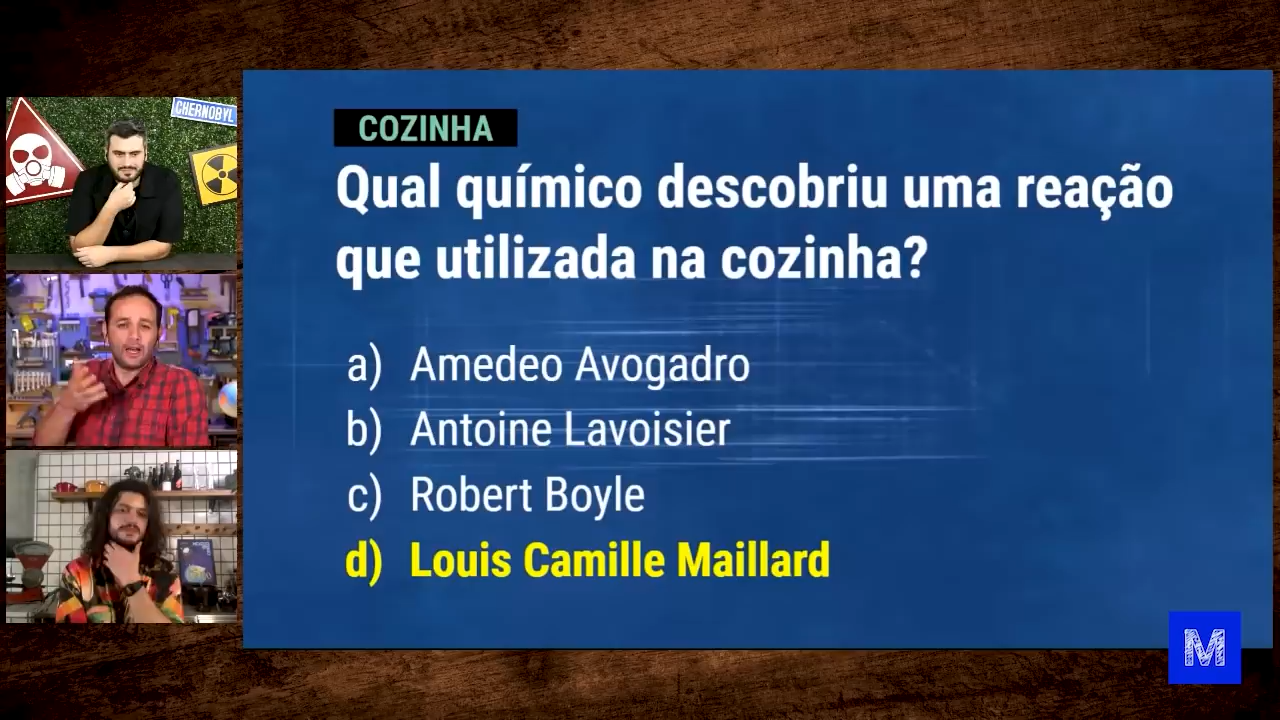 CHERNOBYL
COZINHA
Qual químico descobriu uma reação
que utilizada na cozinha?
a) Amedeo Avogadro
b) Antoine Lavoisier
c) Robert Boyle
d) Louis Camille Maillard
M